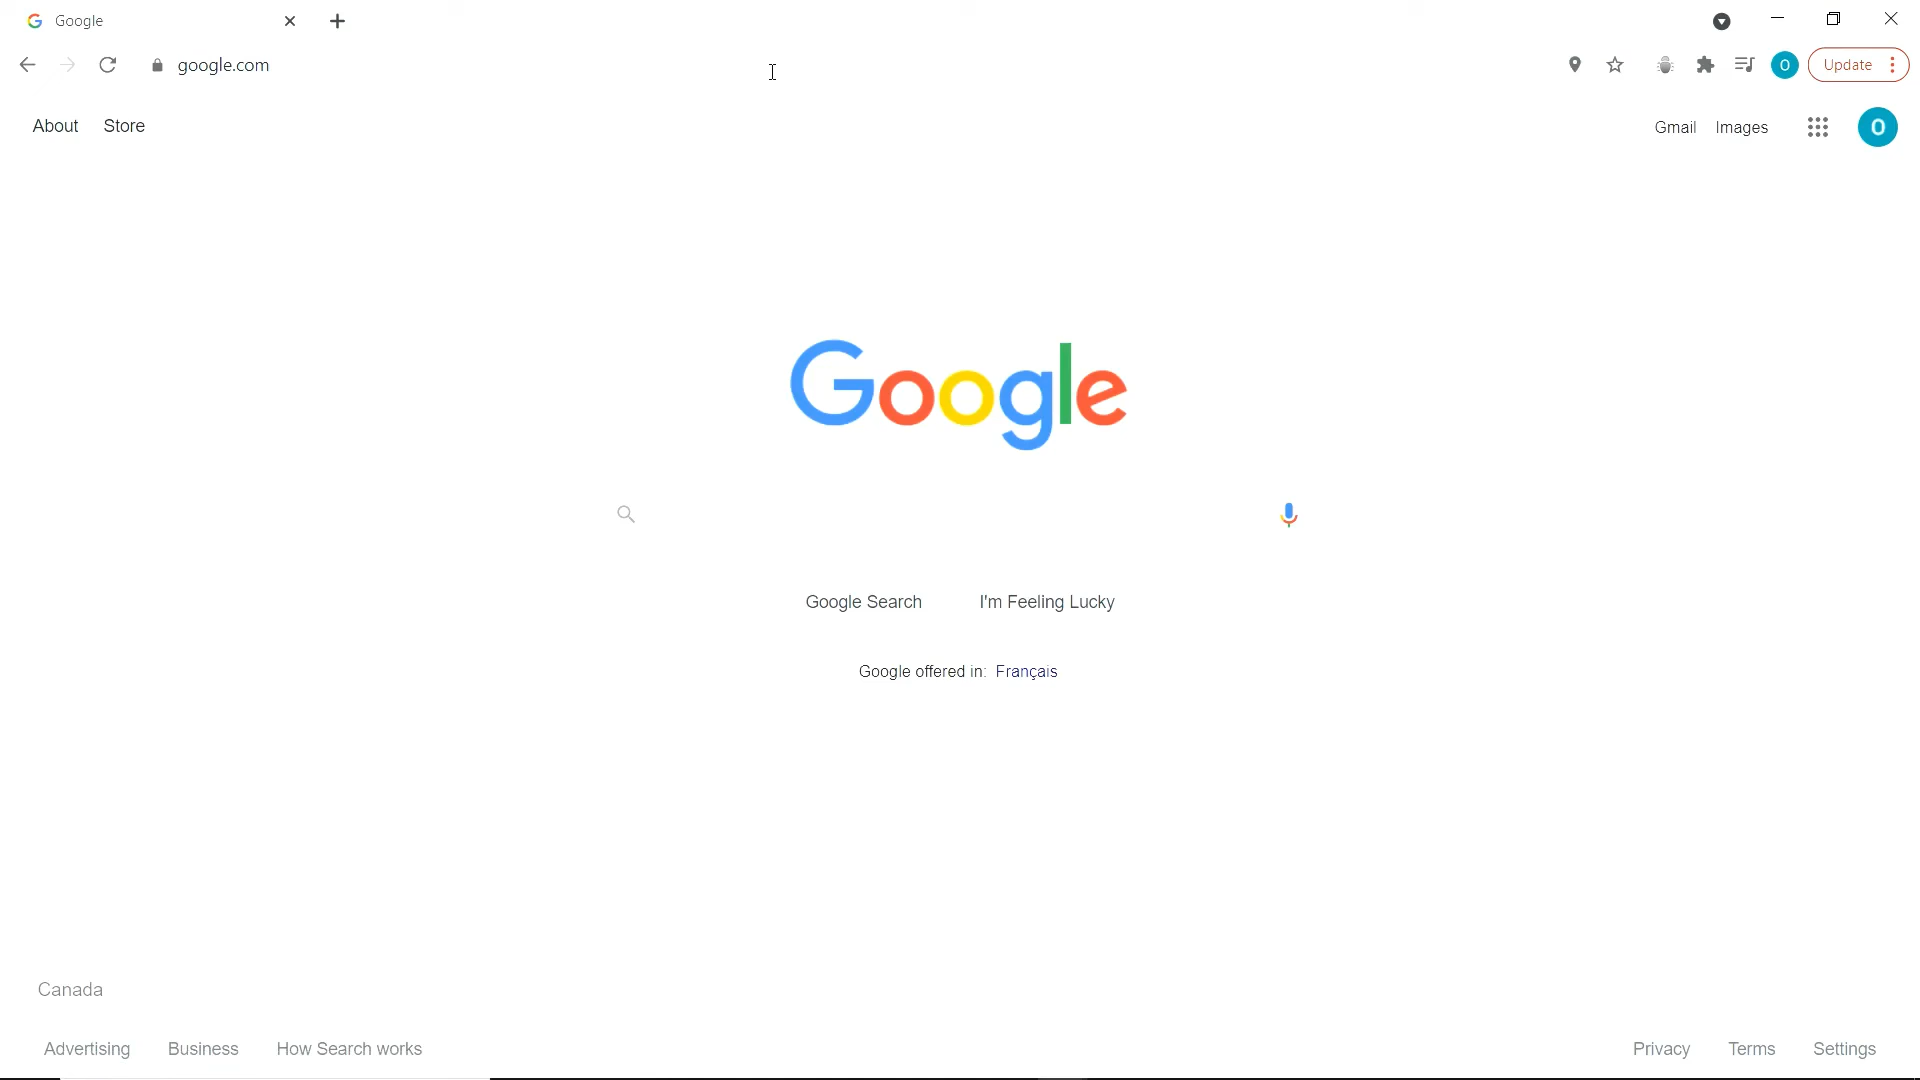 Google
google.com
O
Update
About Store
Gmail Images
O
Google
Google Search
I'm Feeling Lucky
Google offered in: Français
Canada
Advertising Business How Search works
Privacy Terms Settings